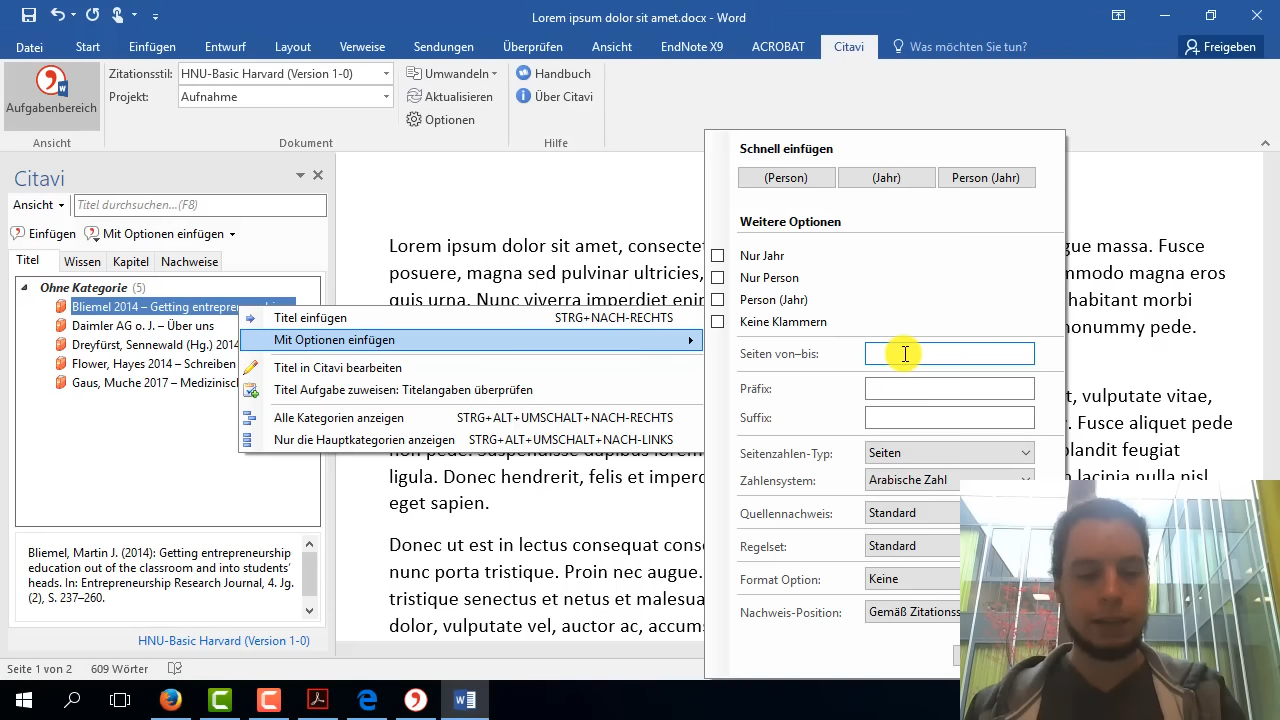 Lorem ipsum dolor sit amet.docx - Word
Datei Start Einfügen Entwurf Layout Verweise Sendungen Überprüfen Ansicht EndNote X9 ACROBAT Citavi Was möchten Sie tun? Freigeben
Aufgabenbereich
Ansicht
Zitationsstil: HNU-Basic Harvard (Version 1-0)
Projekt: Aufnahme
Umwandeln
Aktualisieren
Optionen
Dokument
Handbuch
Über Citavi
Hilfe
Citavi
Ansicht Titel durchsuchen...(F8)
Einfügen Mit Optionen einfügen
Titel Wissen Kapitel Nachweise
Ohne Kategorie (5)
Bliemel 2014 – Getting entrepre
Daimler AG o. J. – Über uns
Dreyfürst, Sennewald (Hg.) 2014
Flower, Hayes 2014 – Schreiben
Gaus, Muche 2017 – Medizinisc
Bliemel, Martin J. (2014): Getting entrepreneurship
education out of the classroom and into students'
heads. In: Entrepreneurship Research Journal, 4. Jg.
(2), S. 237–260.
HNU-Basic Harvard (Version 1-0)
Titel einfügen STRG+NACH-RECHTS
Mit Optionen einfügen
Titel in Citavi bearbeiten
Titel Aufgabe zuweisen: Titelangaben überprüfen
Alle Kategorien anzeigen STRG+ALT+UMSCHALT+NACH-RECHTS
Nur die Hauptkategorien anzeigen STRG+ALT+UMSCHALT+NACH-LINKS
Schnell einfügen
(Person) (Jahr) Person (Jahr)
Weitere Optionen
Nur Jahr
Nur Person
Person (Jahr)
Keine Klammern
Seiten von–bis:
Präfix:
Suffix:
Seitenzahlen-Typ: Seiten
Zahlensystem: Arabische Zahl
Quellennachweis: Standard
Regelset: Standard
Format Option: Keine
Nachweis-Position: Gemäß Zitationss
Lorem ipsum dolor sit amet, consectet gue massa. Fusce
posuere, magna sed pulvinar ultricies, mmodo magna eros
quis urna. Nunc viverra imperdiet enim habitant morbi
nonummy pede.
, vulputate vitae,
r. Fusce aliquet pede
blandit feugiat
ligula. Donec hendrerit, felis et imper lacinia nulla nisl
eget sapien.
Donec ut est in lectus consequat cons
nunc porta tristique. Proin nec augue.
tristique senectus et netus et malesua
dolor, vulputate vel, auctor ac, accums
Seite 1 von 2 609 Wörter